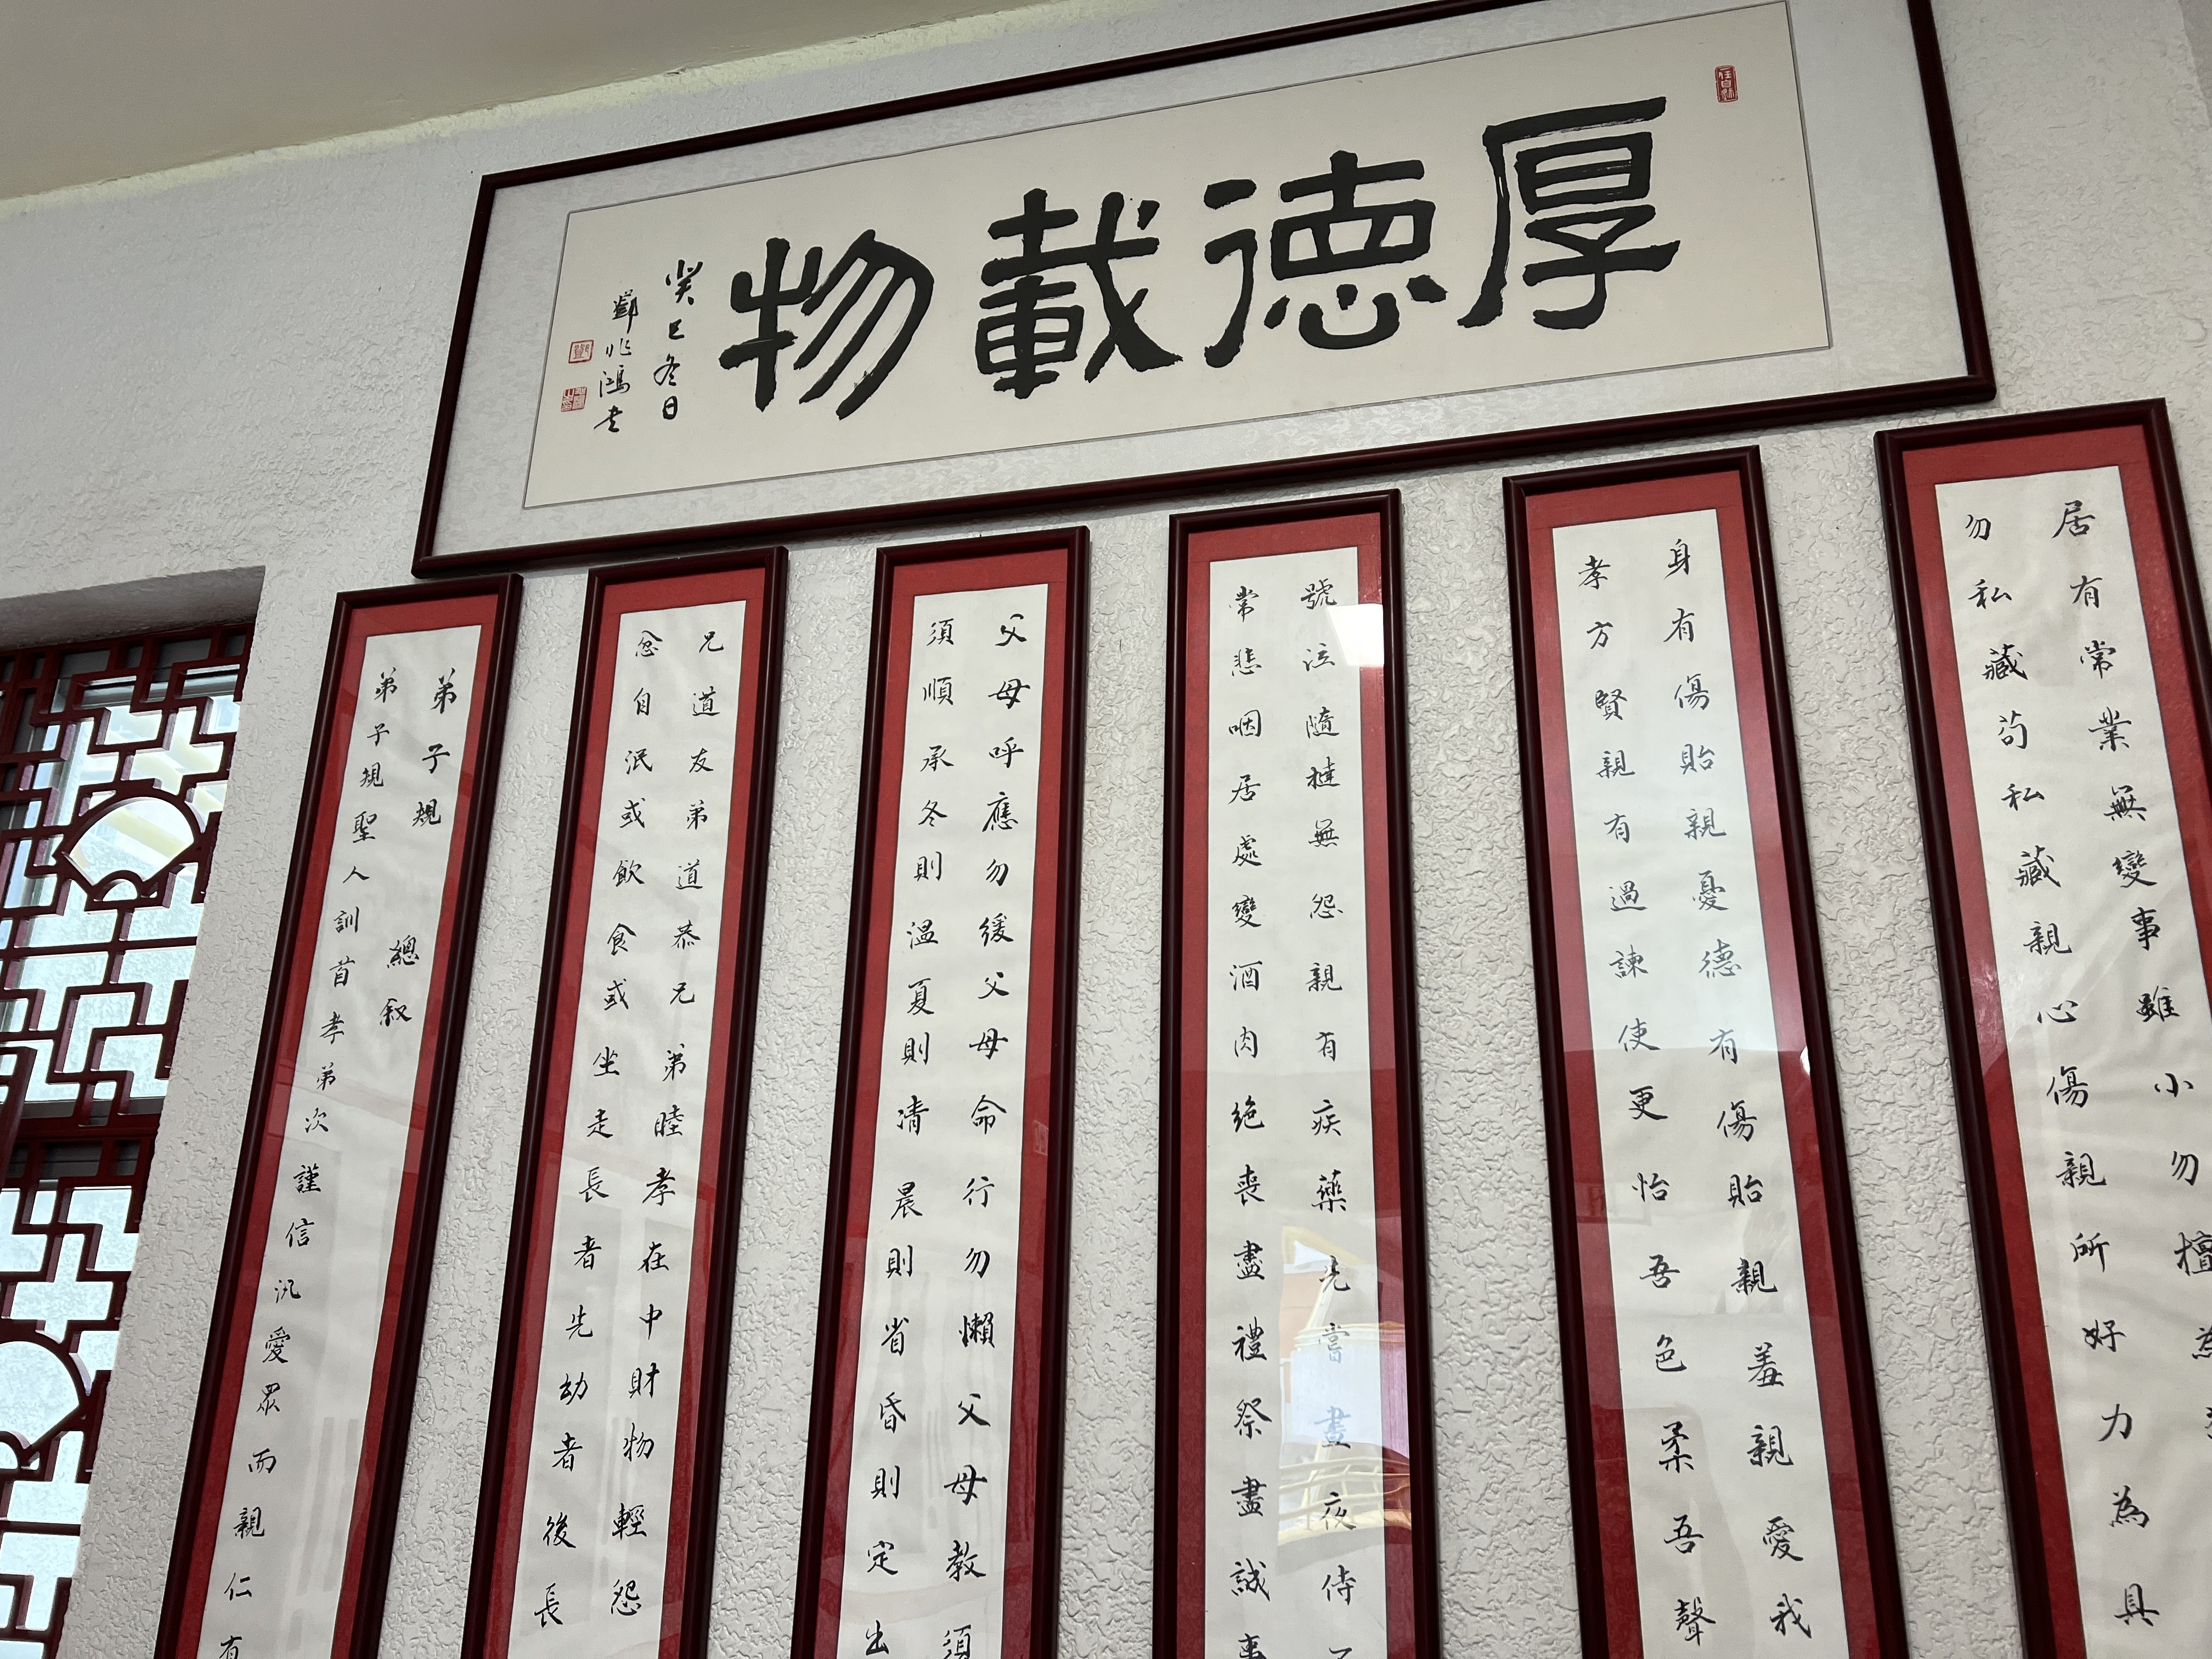 厚德載物
癸巳冬日
鄧兆鴻書
弟子規 總叙
弟子規聖人訓首孝弟次謹信汎愛眾而親仁有
兄道友弟道恭兄弟睦孝在中財物輕怨
忿自泯或飲食或坐走長者先幼者後長
父母呼應勿緩父母命行勿懶父母教須
須順承冬則溫夏則清晨則省昏則定出
號泣隨撻無怨親有疾藥先嘗晝夜侍
常悲咽居處變酒肉絶喪盡禮祭盡誠事
身有傷貽親憂德有傷貽親羞親愛我
孝方賢親有過諫使更怡吾色柔吾聲
居有常業無變事雖小勿擅為
勿私藏苟私藏親心傷親所好力為具